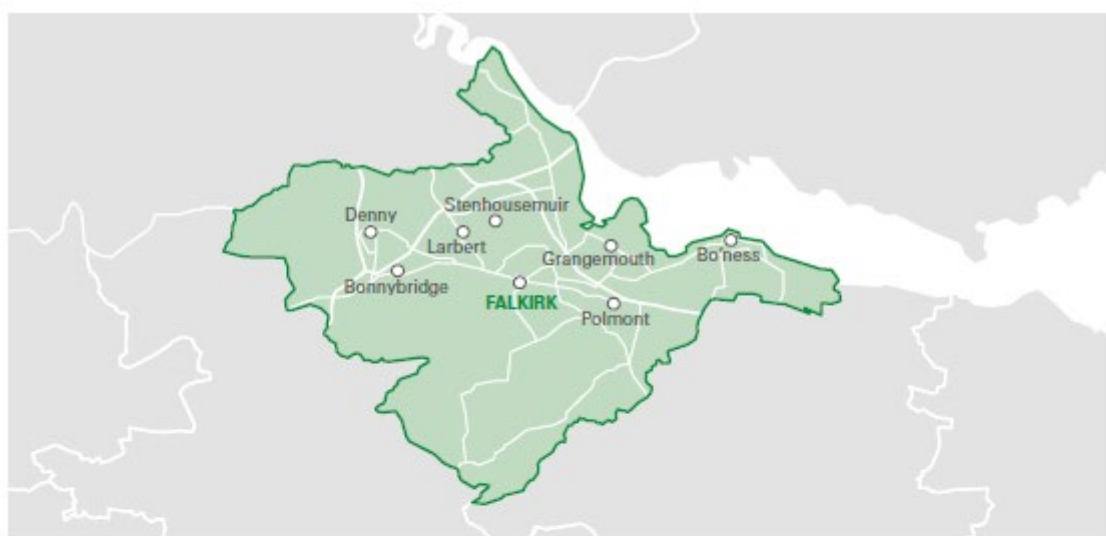 Stenhousemuir
Denny
Larbert
Grangemouth
Bo'ness
Bonnybridge
FALKIRK
Polmont